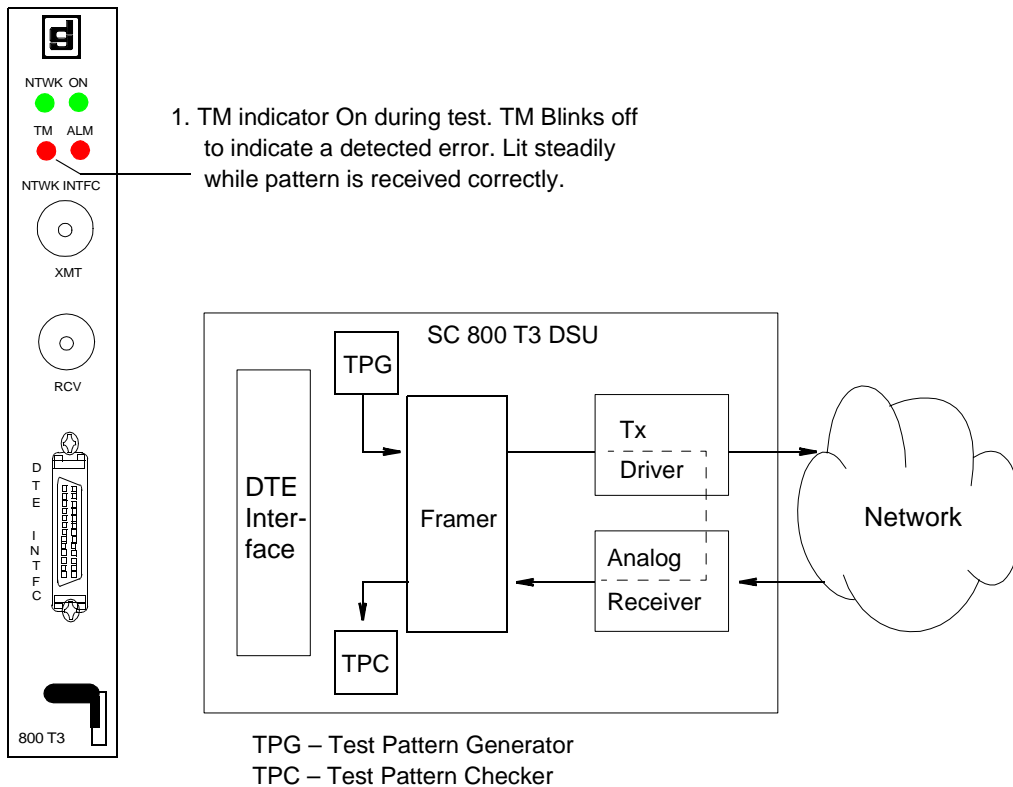 NTWK ON
TM ALM
NTWK INTFC
XMT
RCV
DTE INTFC
800 T3
1. TM indicator On during test. TM Blinks off
to indicate a detected error. Lit steadily
while pattern is received correctly.
SC 800 T3 DSU
TPG
DTE
Inter-
face
Framer
TPC
Tx
Driver
Analog
Receiver
Network
TPG – Test Pattern Generator
TPC – Test Pattern Checker